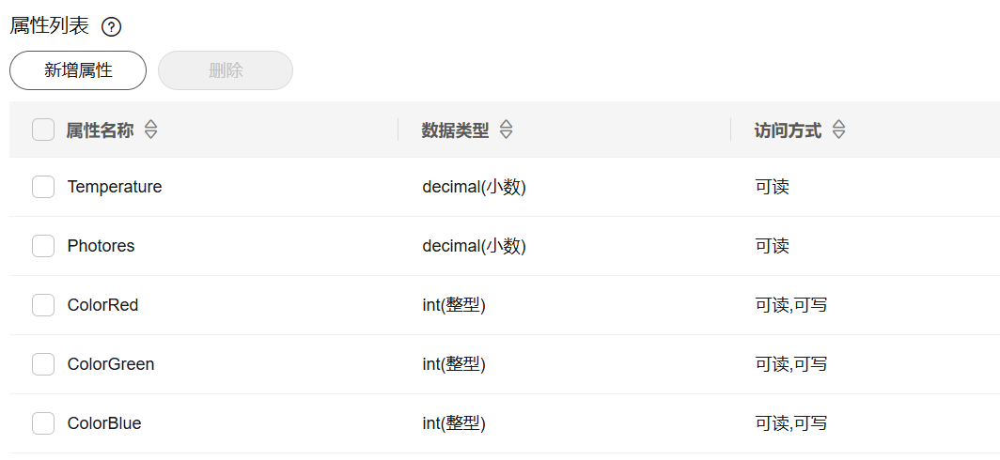 属性列表 ?
新增属性 删除
属性名称 数据类型 访问方式
Temperature decimal(小数) 可读
Photores decimal(小数) 可读
ColorRed int(整型) 可读,可写
ColorGreen int(整型) 可读,可写
ColorBlue int(整型) 可读,可写